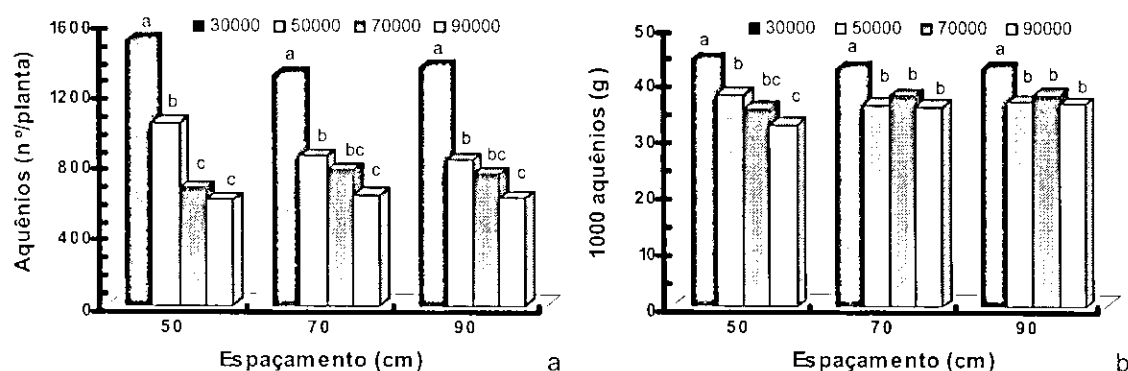 ■ 30000 □ 50000 □ 70000 □ 90000
Aquênios (nº/planta)
1600
1200
800
400
0
a b c c
a b bc c
a b bc c
50 70 90
Espaçamento (cm)
a
■ 30000 □ 50000 □ 70000 □ 90000
1000 aquênios (g)
50
40
30
20
10
0
a b bc c
a b b b
a b b b
50 70 90
Espaçamento (cm)
b